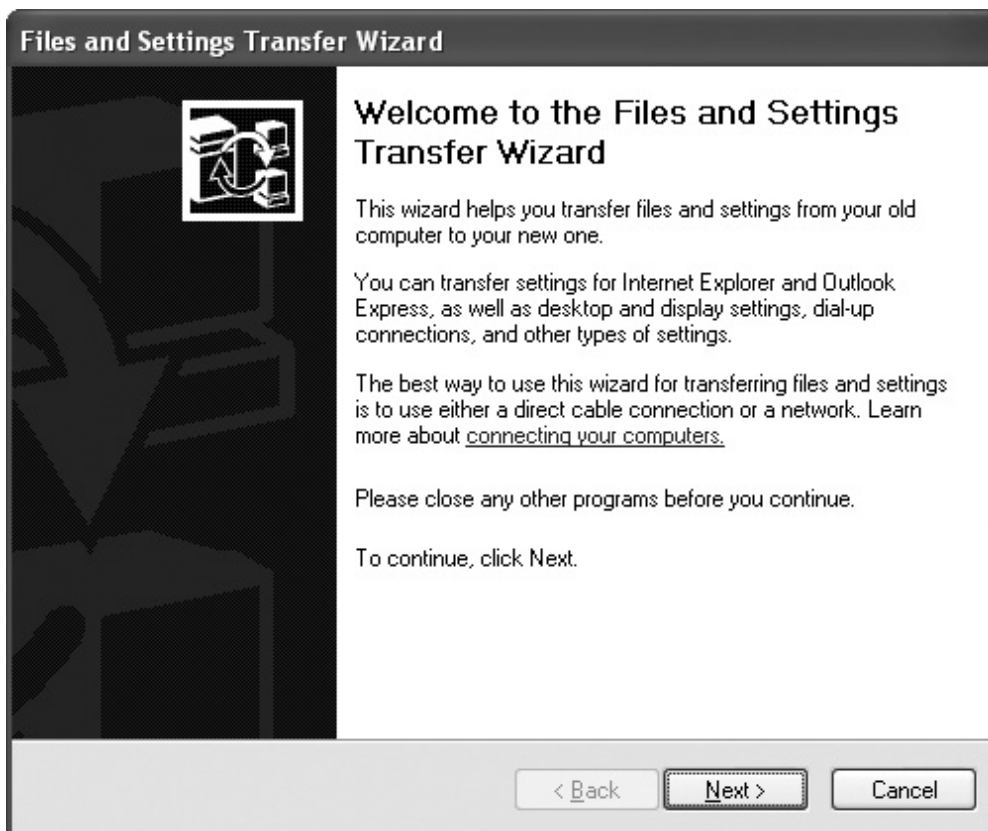 Files and Settings Transfer Wizard
Welcome to the Files and Settings
Transfer Wizard
This wizard helps you transfer files and settings from your old
computer to your new one.
You can transfer settings for Internet Explorer and Outlook
Express, as well as desktop and display settings, dial-up
connections, and other types of settings.
The best way to use this wizard for transferring files and settings
is to use either a direct cable connection or a network. Learn
more about connecting your computers.
Please close any other programs before you continue.
To continue, click Next.
< Back Next > Cancel